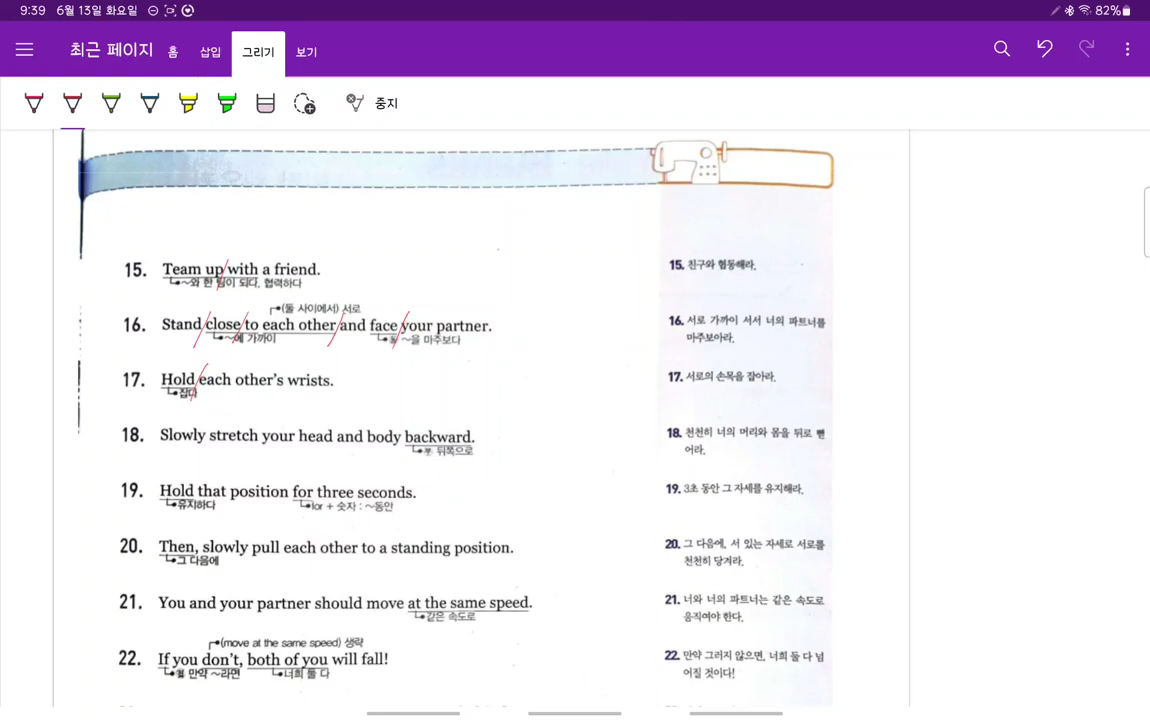 9:39 6월 13일 화요일 82%
최근 페이지 홈 삽입 그리기 보기
중지
15. Team up with a friend.
~와 한 팀이 되다, 협력하다
(둘 사이에서) 서로
16. Stand close to each other and face your partner.
~에 가까이 동 ~을 마주보다
17. Hold each other's wrists.
잡다
18. Slowly stretch your head and body backward.
부 뒤쪽으로
19. Hold that position for three seconds.
유지하다 for + 숫자 : ~동안
20. Then, slowly pull each other to a standing position.
그 다음에
21. You and your partner should move at the same speed.
같은 속도로
(move at the same speed) 생략
22. If you don't, both of you will fall!
접 만약 ~라면 너희 둘 다
15. 친구와 협동해라.
16. 서로 가까이 서서 너의 파트너를
마주보아라.
17. 서로의 손목을 잡아라.
18. 천천히 너의 머리와 몸을 뒤로 뻗
어라.
19. 3초 동안 그 자세를 유지해라.
20. 그 다음에, 서 있는 자세로 서로를
천천히 당겨라.
21. 너와 너의 파트너는 같은 속도로
움직여야 한다.
22. 만약 그러지 않으면, 너희 둘 다 넘
어질 것이다!